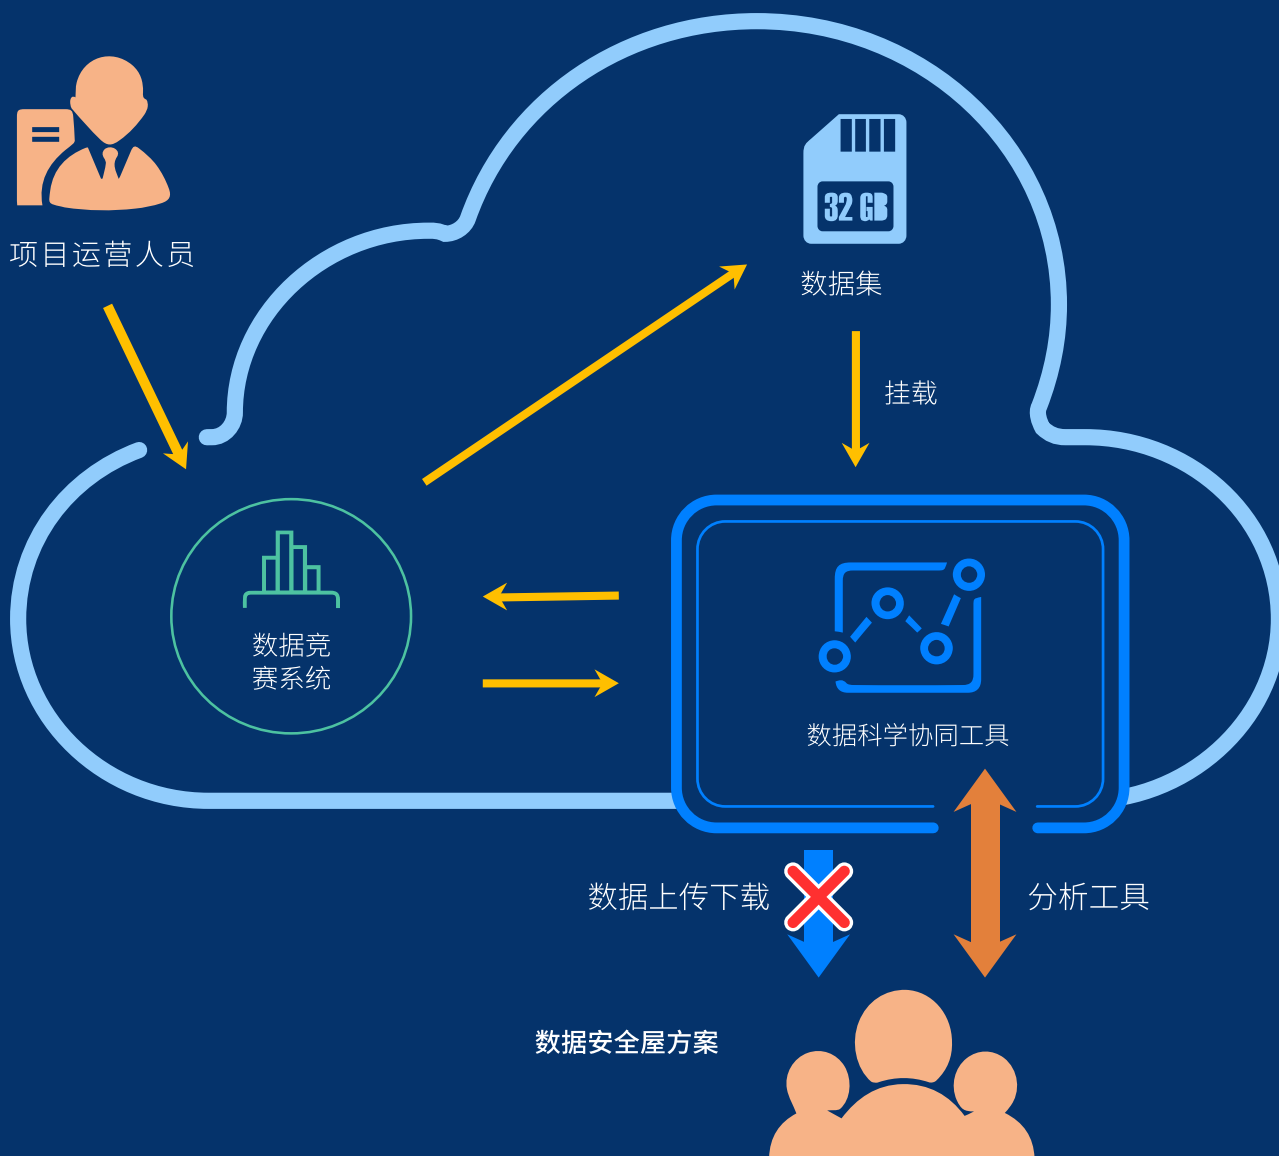 32 GB
项目运营人员
数据集
挂载
数据竞
赛系统
数据科学协同工具
数据上传下载
分析工具
数据安全屋方案